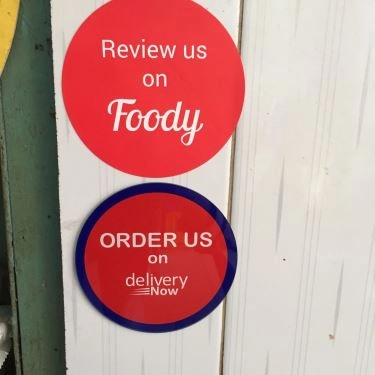 Review us
on
Foody
ORDER US
on
delivery
Now